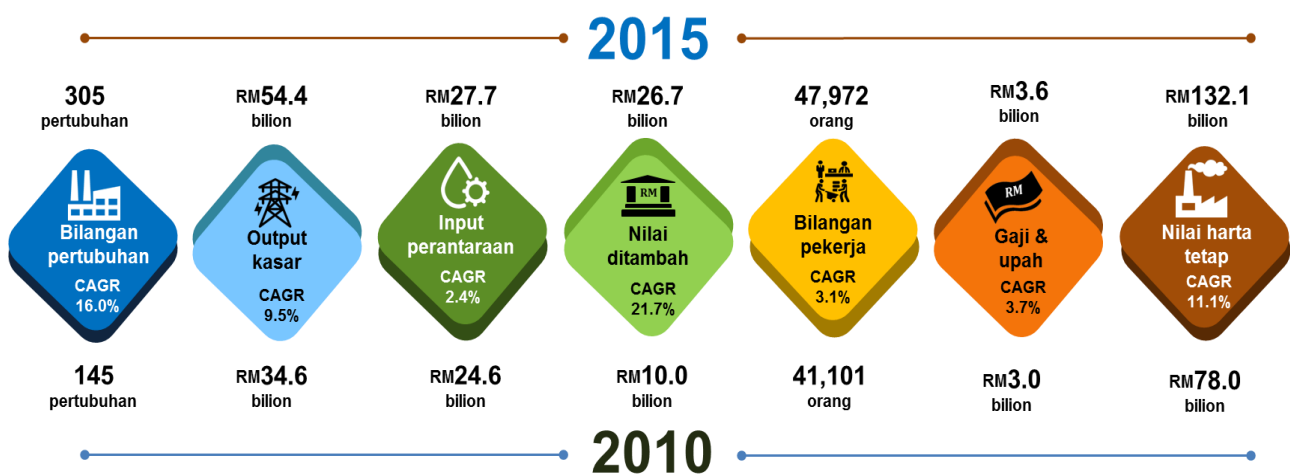 2015
305
pertubuhan
RM54.4
bilion
RM27.7
bilion
RM26.7
bilion
47,972
orang
RM3.6
bilion
RM132.1
bilion
Bilangan
pertubuhan
CAGR
16.0%
Output
kasar
CAGR
9.5%
Input
perantaraan
CAGR
2.4%
RM
Nilai
ditambah
CAGR
21.7%
Bilangan
pekerja
CAGR
3.1%
RM
Gaji &
upah
CAGR
3.7%
Nilai harta
tetap
CAGR
11.1%
145
pertubuhan
RM34.6
bilion
RM24.6
bilion
RM10.0
bilion
41,101
orang
RM3.0
bilion
RM78.0
bilion
2010